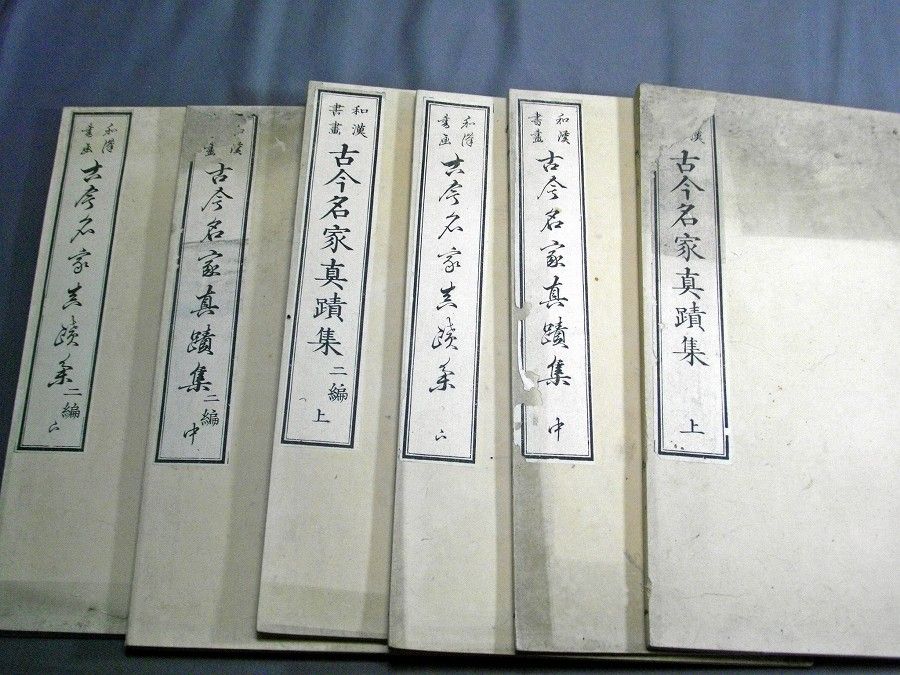 漢
古今名家真蹟集 上
和漢
書畫
古今名家真蹟集 中
和漢
書画
古今名家真蹟集 下
和漢
書畫
古今名家真蹟集 二編 上
和漢
畫
古今名家真蹟集 二編 中
和漢
書画
古今名家真蹟集 二編 下